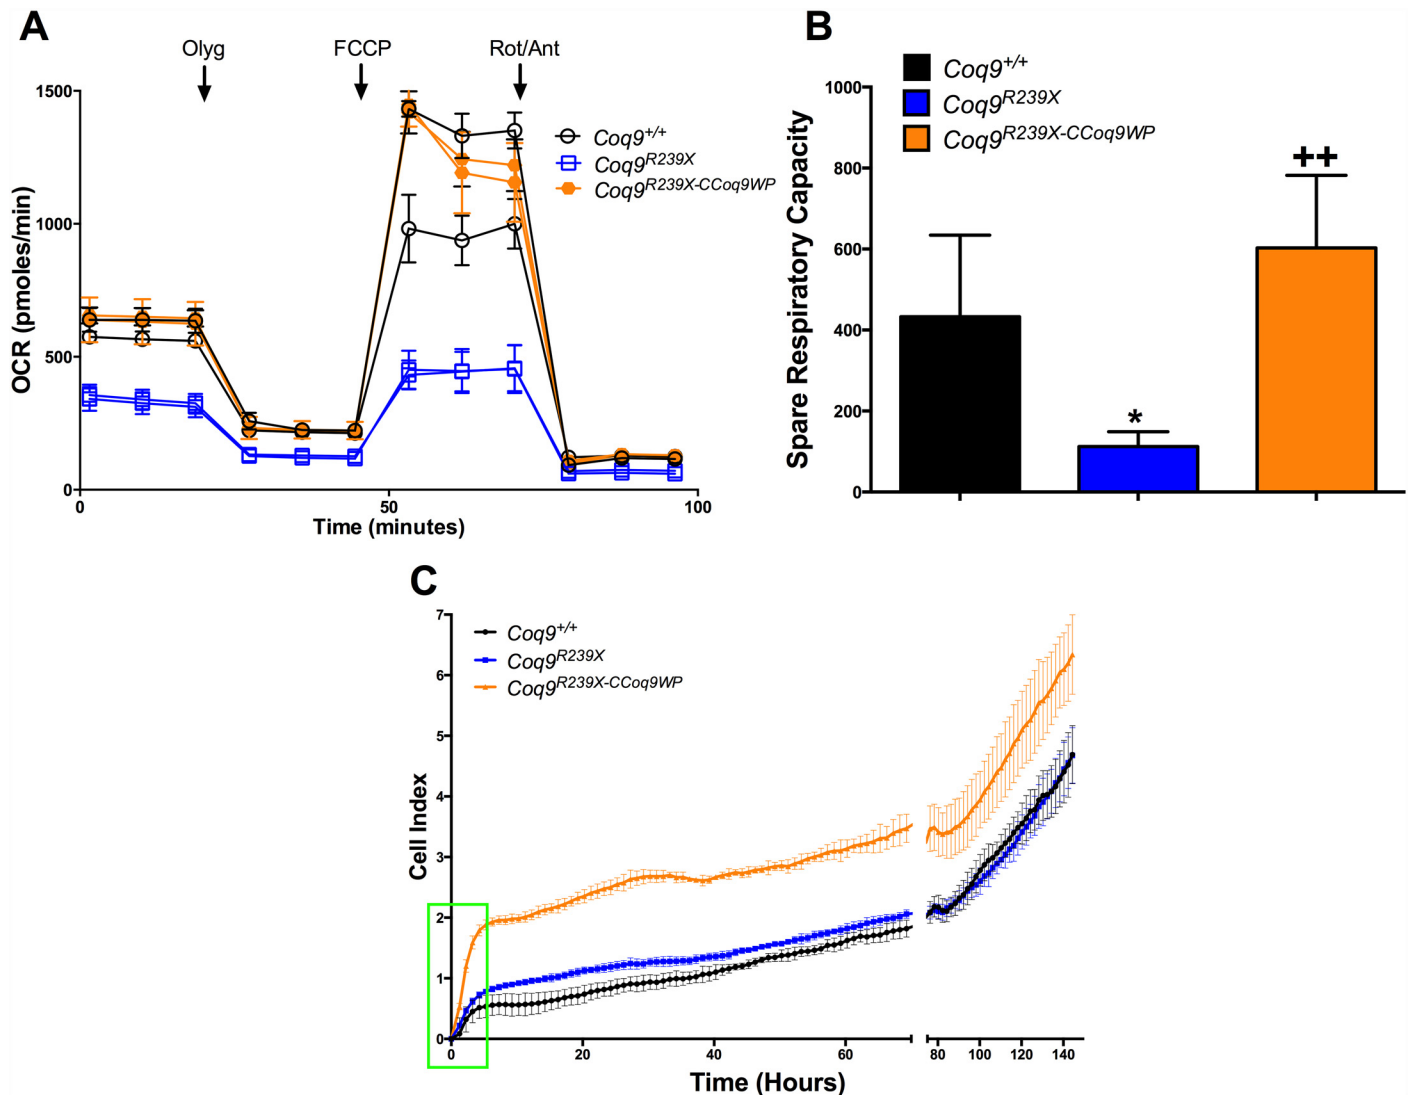 A
Olyg FCCP Rot/Ant
1500
1000
500
0
OCR (pmoles/min)
Coq9+/+
Coq9R239X
Coq9R239X-CCoq9WP
0 50 100
Time (minutes)
B
Coq9+/+
Coq9R239X
Coq9R239X-CCoq9WP
1000
800
600
400
200
0
Spare Respiratory Capacity
*
++
C
7
6
5
4
3
2
1
0
Cell Index
Coq9+/+
Coq9R239X
Coq9R239X-CCoq9WP
0 20 40 60 80 100 120 140
Time (Hours)